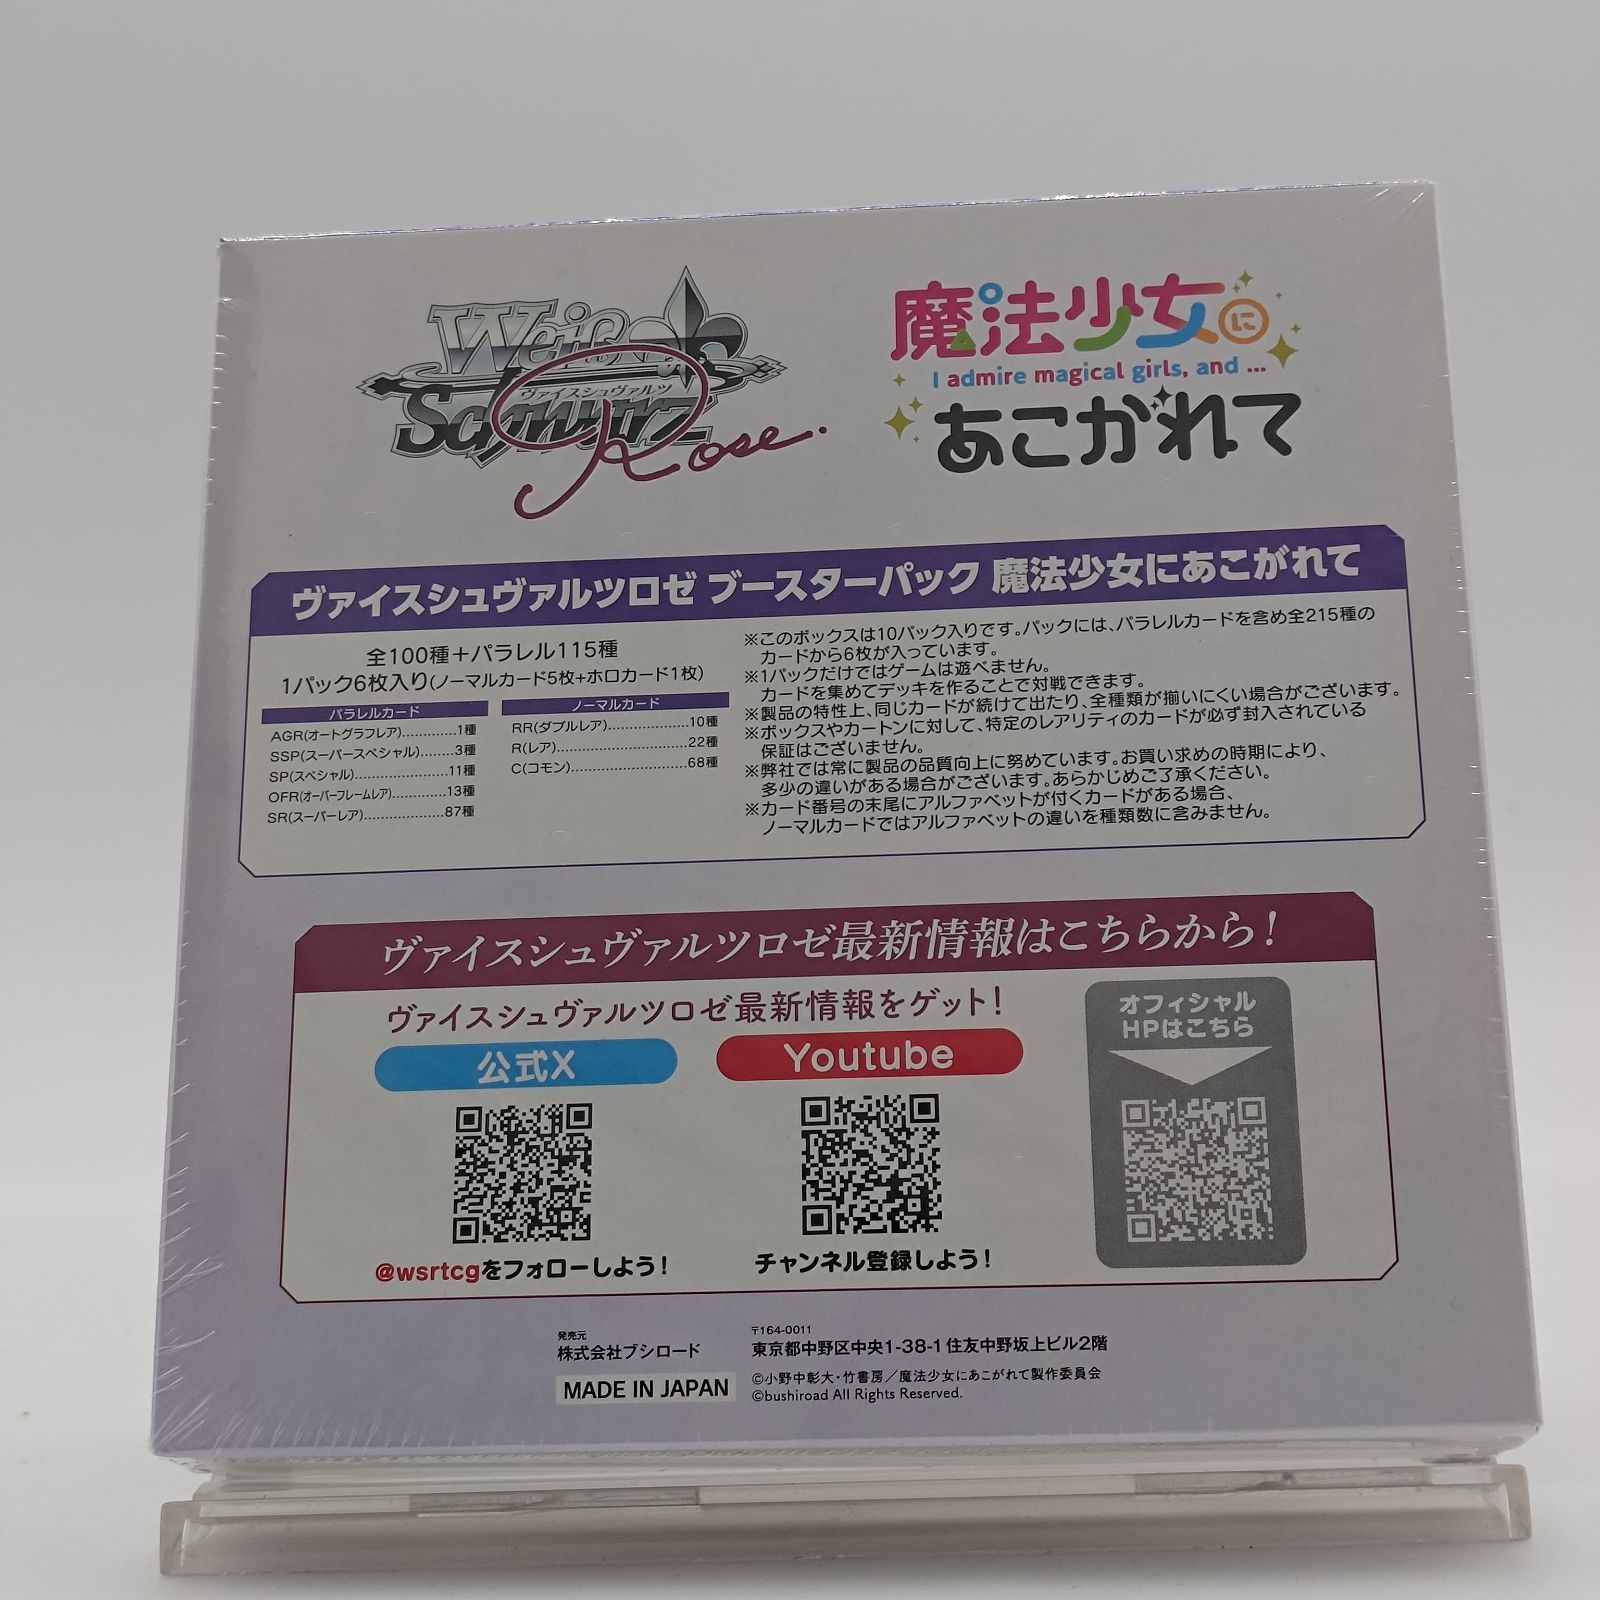 Weiß
Schwarz
ヴァイスシュヴァルツ
Rose.
魔法少女に
I admire magical girls, and ...
あこがれて
ヴァイスシュヴァルツロゼ ブースターパック 魔法少女にあこがれて
全100種＋パラレル115種
1パック6枚入り(ノーマルカード5枚+ホロカード1枚)
パラレルカード
AGR(オートグラフレア)............1種
SSP(スーパースペシャル)........3種
SP(スペシャル)......................11種
OFR(オーバーフレームレア).............13種
SR(スーパーレア)...................87種
ノーマルカード
RR(ダブルレア)....................10種
R(レア)...............................22種
C(コモン)............................68種
※このボックスは10パック入りです。パックには、パラレルカードを含め全215種の
カードから6枚が入っています。
※1パックだけではゲームは遊べません。
カードを集めてデッキを作ることで対戦できます。
※製品の特性上、同じカードが続けて出たり、全種類が揃いにくい場合がございます。
※ボックスやカートンに対して、特定のレアリティのカードが必ず封入されている
保証はございません。
※弊社では常に製品の品質向上に努めています。お買い求めの時期により、
多少の違いがある場合がございます。あらかじめご了承ください。
※カード番号の末尾にアルファベットが付くカードがある場合、
ノーマルカードではアルファベットの違いを種類数に含みません。
ヴァイスシュヴァルツロゼ最新情報はこちらから！
ヴァイスシュヴァルツロゼ最新情報をゲット！
公式X
@wsrtcgをフォローしよう！
Youtube
チャンネル登録しよう！
オフィシャル
HPはこちら
発売元
株式会社ブシロード
MADE IN JAPAN
〒164-0011
東京都中野区中央1-38-1 住友中野坂上ビル2階
©小野中彰大・竹書房／魔法少女にあこがれて製作委員会
©bushiroad All Rights Reserved.